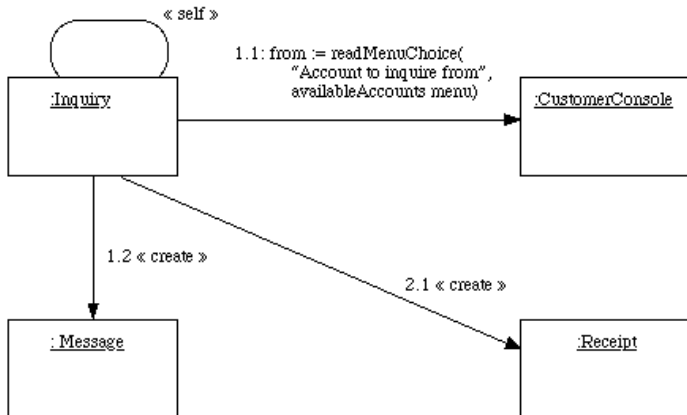 « self »
1.1: from := readMenuChoice(
“Account to inquire from”,
availableAccounts menu)
:Inquiry
:CustomerConsole
1.2 « create »
2.1 « create »
: Message
:Receipt